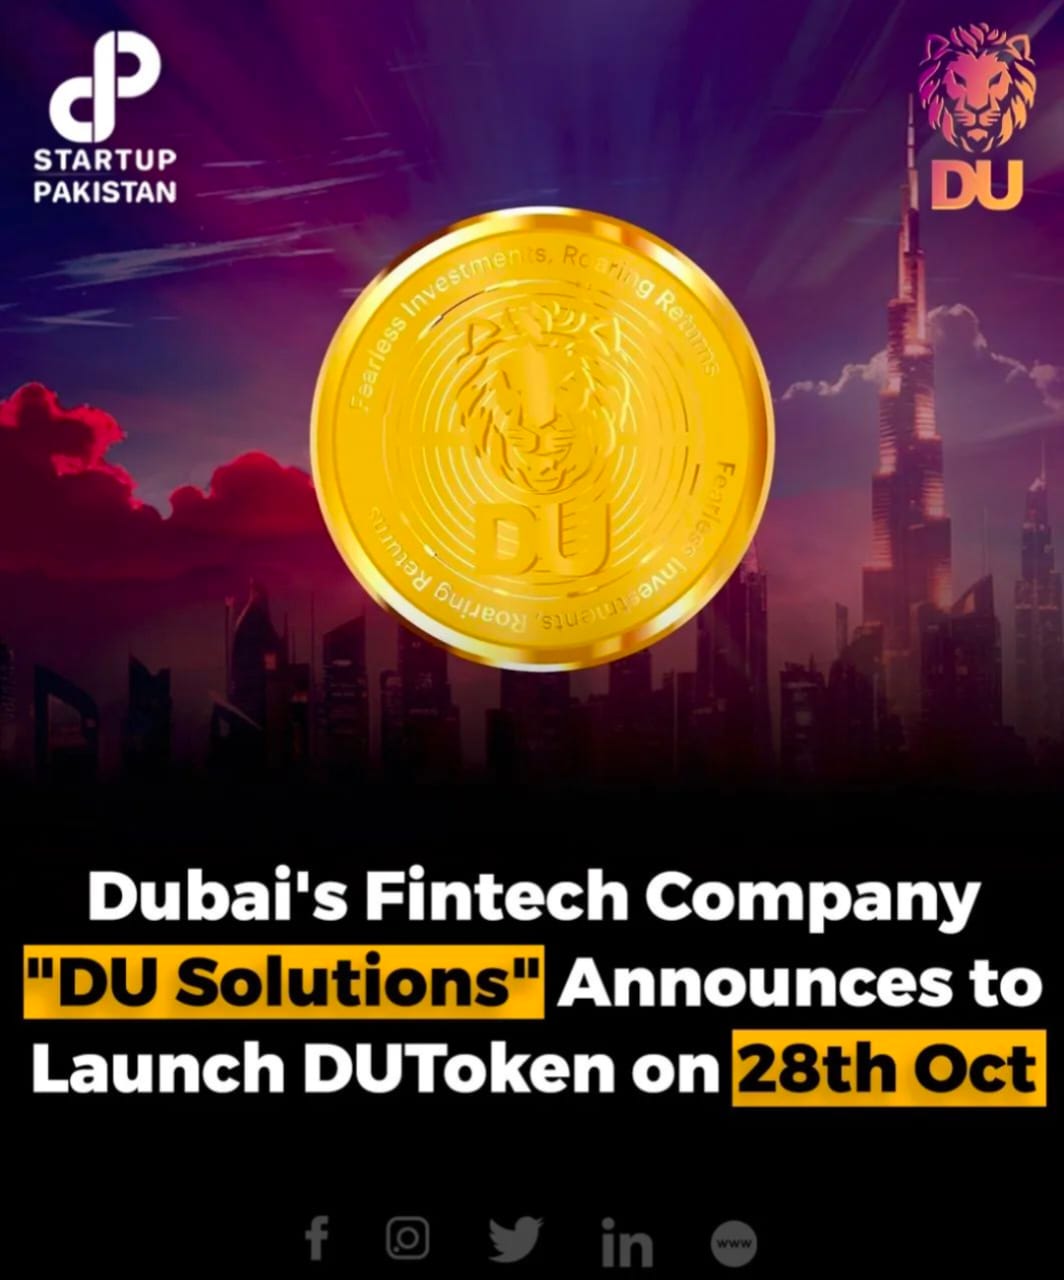 STARTUP
PAKISTAN
DU
Fearless Investments, Roaring Returns
DU
Fearless Investments, Roaring Returns
Dubai's Fintech Company
"DU Solutions" Announces to
Launch DUToken on 28th Oct
f
in
www